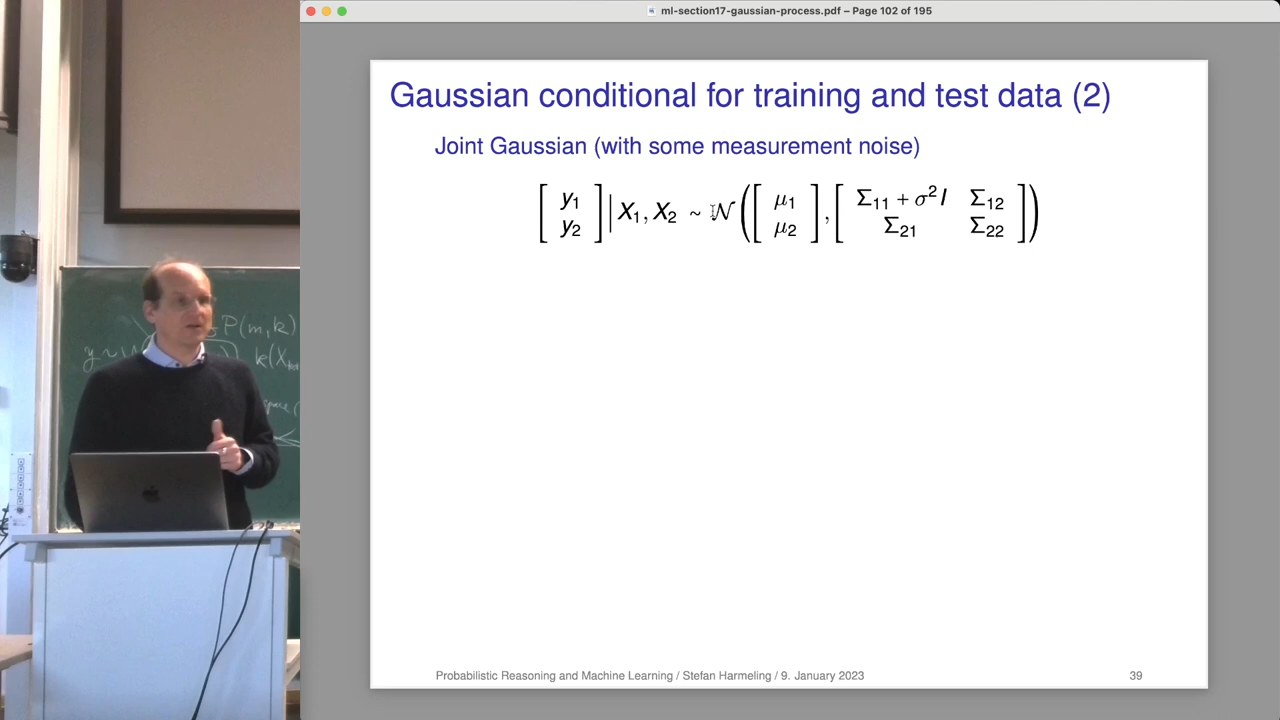 ml-section17-gaussian-process.pdf – Page 102 of 195
Gaussian conditional for training and test data (2)
Joint Gaussian (with some measurement noise)
[ y₁ ; y₂ ] | X₁, X₂ ~ 𝒩 ( [ μ₁ ; μ₂ ], [ Σ₁₁ + σ²I Σ₁₂ ; Σ₂₁ Σ₂₂ ] )
P(m,k)
y ~
k(X
Probabilistic Reasoning and Machine Learning / Stefan Harmeling / 9. January 2023
39